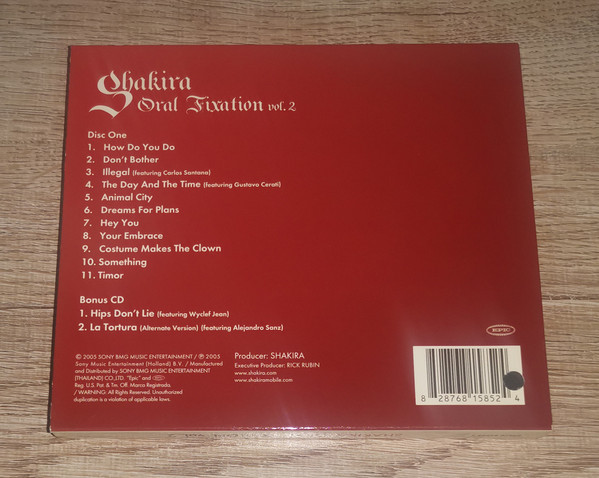 Shakira
Oral Fixation vol. 2
Disc One
1. How Do You Do
2. Don't Bother
3. Illegal (featuring Carlos Santana)
4. The Day And The Time (featuring Gustavo Cerati)
5. Animal City
6. Dreams For Plans
7. Hey You
8. Your Embrace
9. Costume Makes The Clown
10. Something
11. Timor
Bonus CD
1. Hips Don't Lie (featuring Wyclef Jean)
2. La Tortura (Alternate Version) (featuring Alejandro Sanz)
© 2005 SONY BMG MUSIC ENTERTAINMENT / ℗ 2005
Sony Music Entertainment (Holland) B.V. / Manufactured
and Distributed by SONY BMG MUSIC ENTERTAINMENT
(THAILAND) CO.,LTD. "Epic" and EPIC
Reg. U.S. Pat. & Tm. Off. Marca Registrada.
/ WARNING: All Rights Reserved. Unauthorized
duplication is a violation of applicable laws.
Producer: SHAKIRA
Executive Producer: RICK RUBIN
www.shakira.com
www.shakiramobile.com
EPIC
8 28768 15852 4